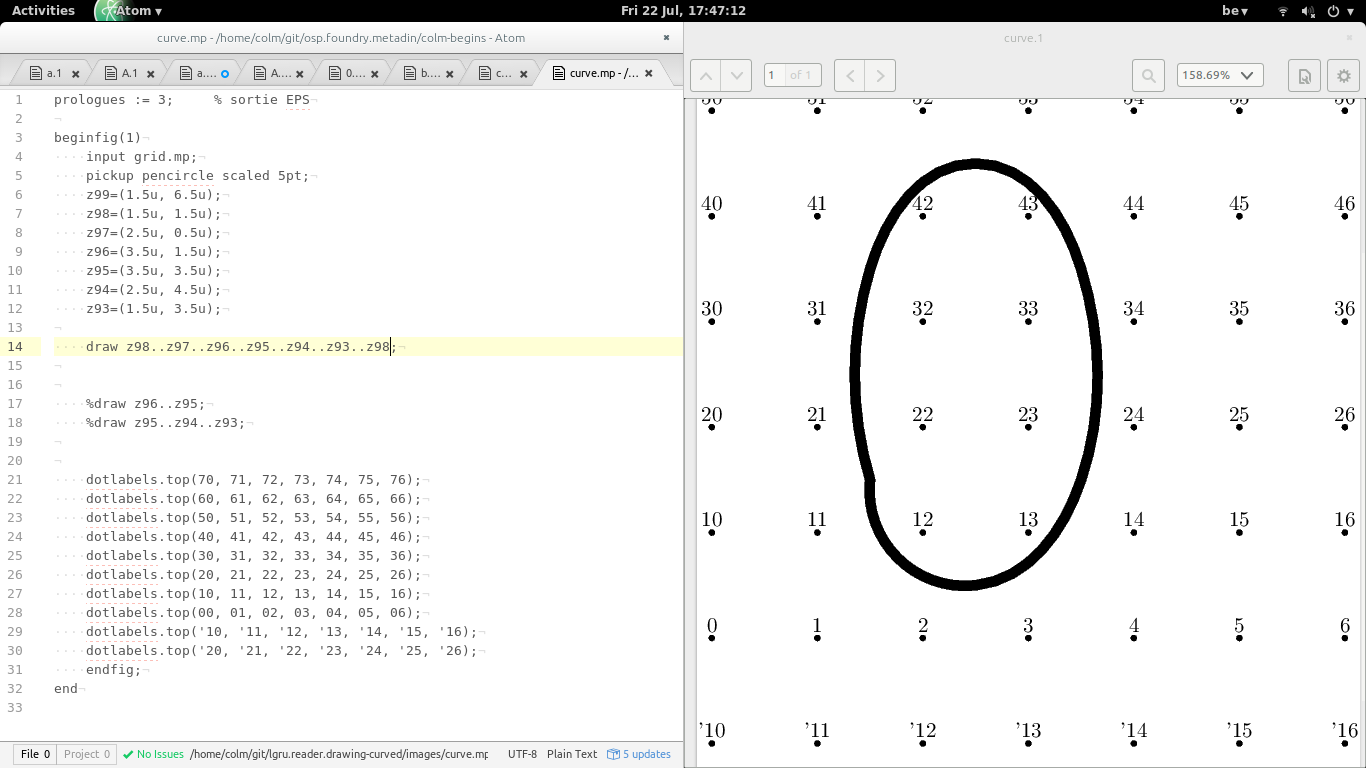 Activities Atom ▾ Fri 22 Jul, 17:47:12 be ▾
curve.mp - /home/colm/git/osp.foundry.metadin/colm-begins - Atom
curve.1
a.1 A.1 a.... A.... 0.... b.... c... curve.mp - /...
1 of 1 158.69%
1 prologues := 3; % sortie EPS
2
3 beginfig(1)
4 input grid.mp;
5 pickup pencircle scaled 5pt;
6 z99=(1.5u, 6.5u);
7 z98=(1.5u, 1.5u);
8 z97=(2.5u, 0.5u);
9 z96=(3.5u, 1.5u);
10 z95=(3.5u, 3.5u);
11 z94=(2.5u, 4.5u);
12 z93=(1.5u, 3.5u);
13
14 draw z98..z97..z96..z95..z94..z93..z98;
15
16
17 %draw z96..z95;
18 %draw z95..z94..z93;
19
20
21 dotlabels.top(70, 71, 72, 73, 74, 75, 76);
22 dotlabels.top(60, 61, 62, 63, 64, 65, 66);
23 dotlabels.top(50, 51, 52, 53, 54, 55, 56);
24 dotlabels.top(40, 41, 42, 43, 44, 45, 46);
25 dotlabels.top(30, 31, 32, 33, 34, 35, 36);
26 dotlabels.top(20, 21, 22, 23, 24, 25, 26);
27 dotlabels.top(10, 11, 12, 13, 14, 15, 16);
28 dotlabels.top(00, 01, 02, 03, 04, 05, 06);
29 dotlabels.top('10, '11, '12, '13, '14, '15, '16);
30 dotlabels.top('20, '21, '22, '23, '24, '25, '26);
31 endfig;
32 end
33
File 0 Project 0 No Issues /home/colm/git/lgru.reader.drawing-curved/images/curve.mp UTF-8 Plain Text 5 updates
50 51 52 53 54 55 56
40 41 42 43 44 45 46
30 31 32 33 34 35 36
20 21 22 23 24 25 26
10 11 12 13 14 15 16
0 1 2 3 4 5 6
’10 ’11 ’12 ’13 ’14 ’15 ’16